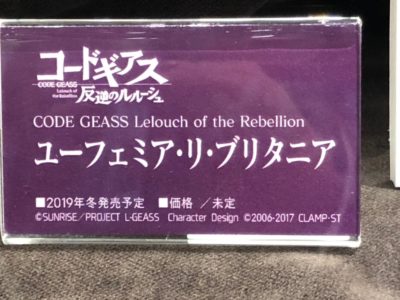 コードギアス
CODE GEASS
Lelouch of
the Rebellion
反逆のルルーシュ
CODE GEASS Lelouch of the Rebellion
ユーフェミア・リ・ブリタニア
■2019年冬発売予定 ■価格 ／未定
©SUNRISE／PROJECT L-GEASS Character Design ©2006-2017 CLAMP・ST